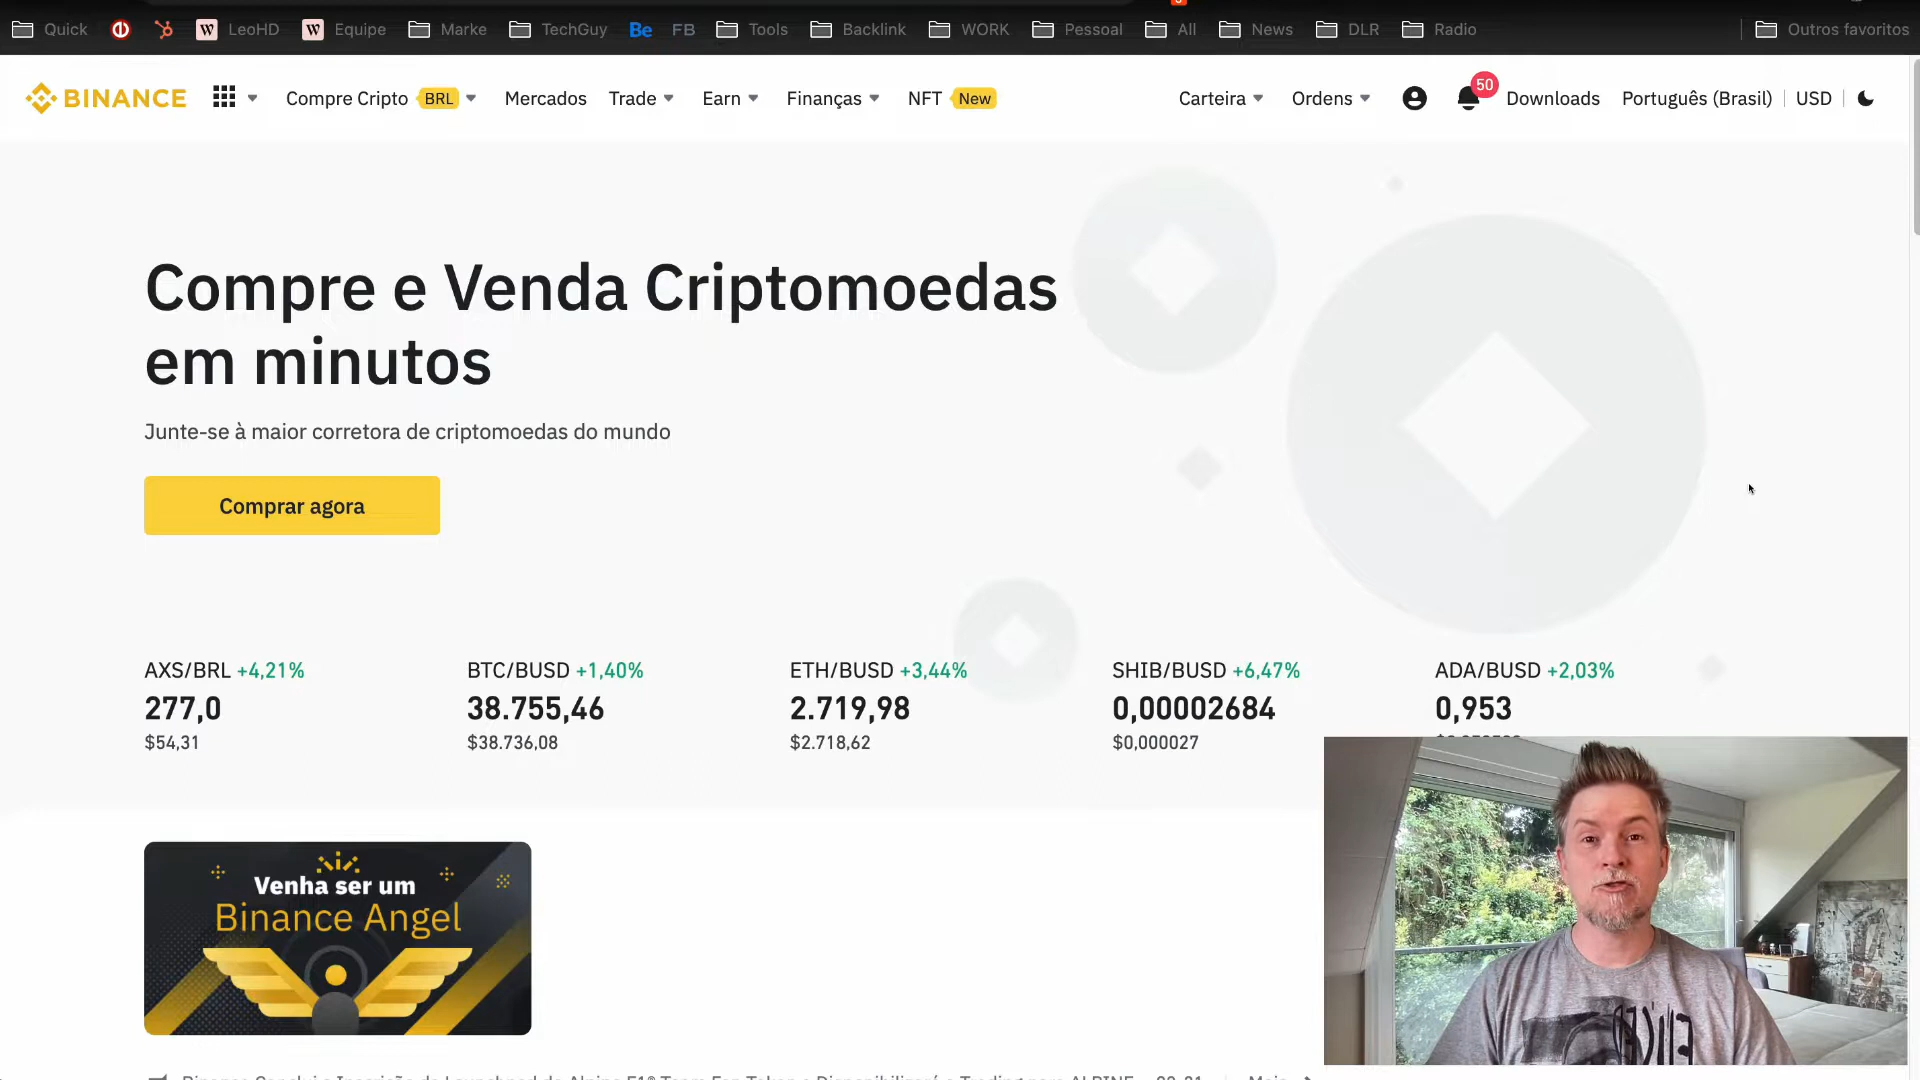 Quick LeoHD Equipe Marke TechGuy Be FB Tools Backlink WORK Pessoal All News DLR Radio Outros favoritos
BINANCE Compre Cripto BRL Mercados Trade Earn Finanças NFT New Carteira Ordens 50 Downloads Português (Brasil) USD
Compre e Venda Criptomoedas
em minutos
Junte-se à maior corretora de criptomoedas do mundo
Comprar agora
AXS/BRL +4,21% BTC/BUSD +1,40% ETH/BUSD +3,44% SHIB/BUSD +6,47% ADA/BUSD +2,03%
277,0 38.755,46 2.719,98 0,00002684 0,953
$54,31 $38.736,08 $2.718,62 $0,000027
Venha ser um
Binance Angel